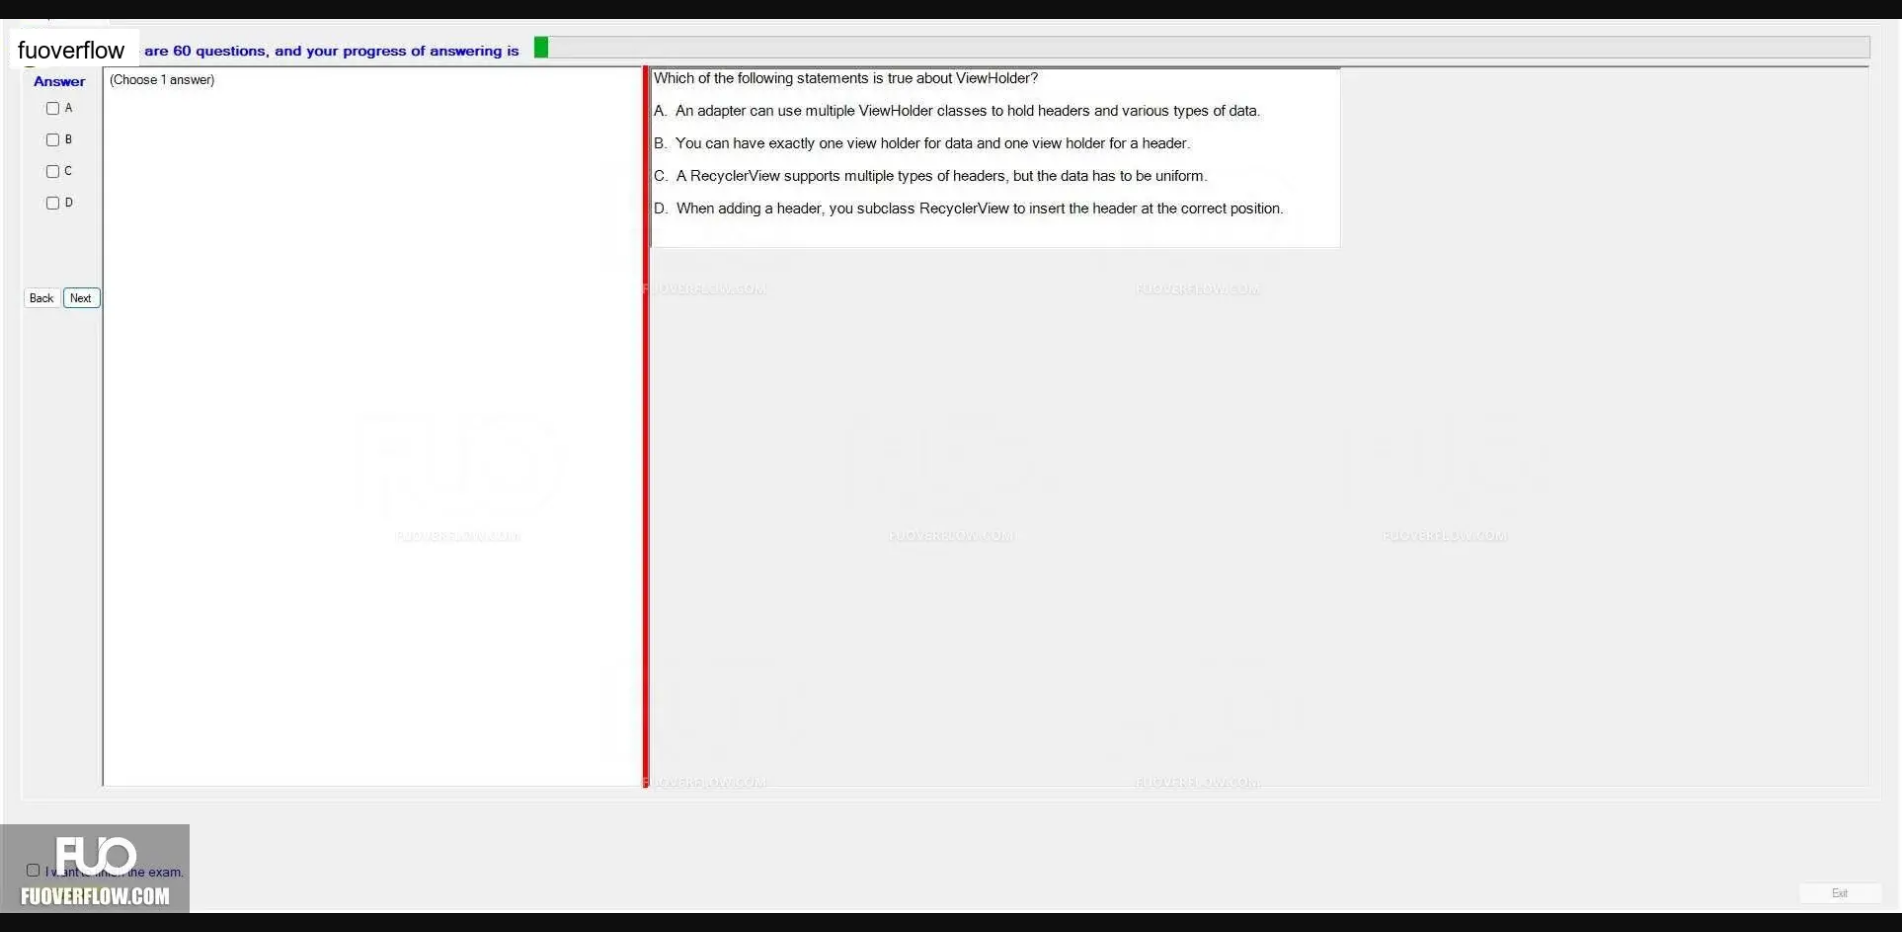 fuoverflow are 60 questions, and your progress of answering is
Answer
A
B
C
D
Back Next
(Choose 1 answer)
Which of the following statements is true about ViewHolder?
A. An adapter can use multiple ViewHolder classes to hold headers and various types of data.
B. You can have exactly one view holder for data and one view holder for a header.
C. A RecyclerView supports multiple types of headers, but the data has to be uniform.
D. When adding a header, you subclass RecyclerView to insert the header at the correct position.
FUOVERFLOW.COM FUOVERFLOW.COM
FUO
FUOVERFLOW.COM FUOVERFLOW.COM FUOVERFLOW.COM
FUOVERFLOW.COM FUOVERFLOW.COM
FUO
I want to finish the exam.
FUOVERFLOW.COM
Exit